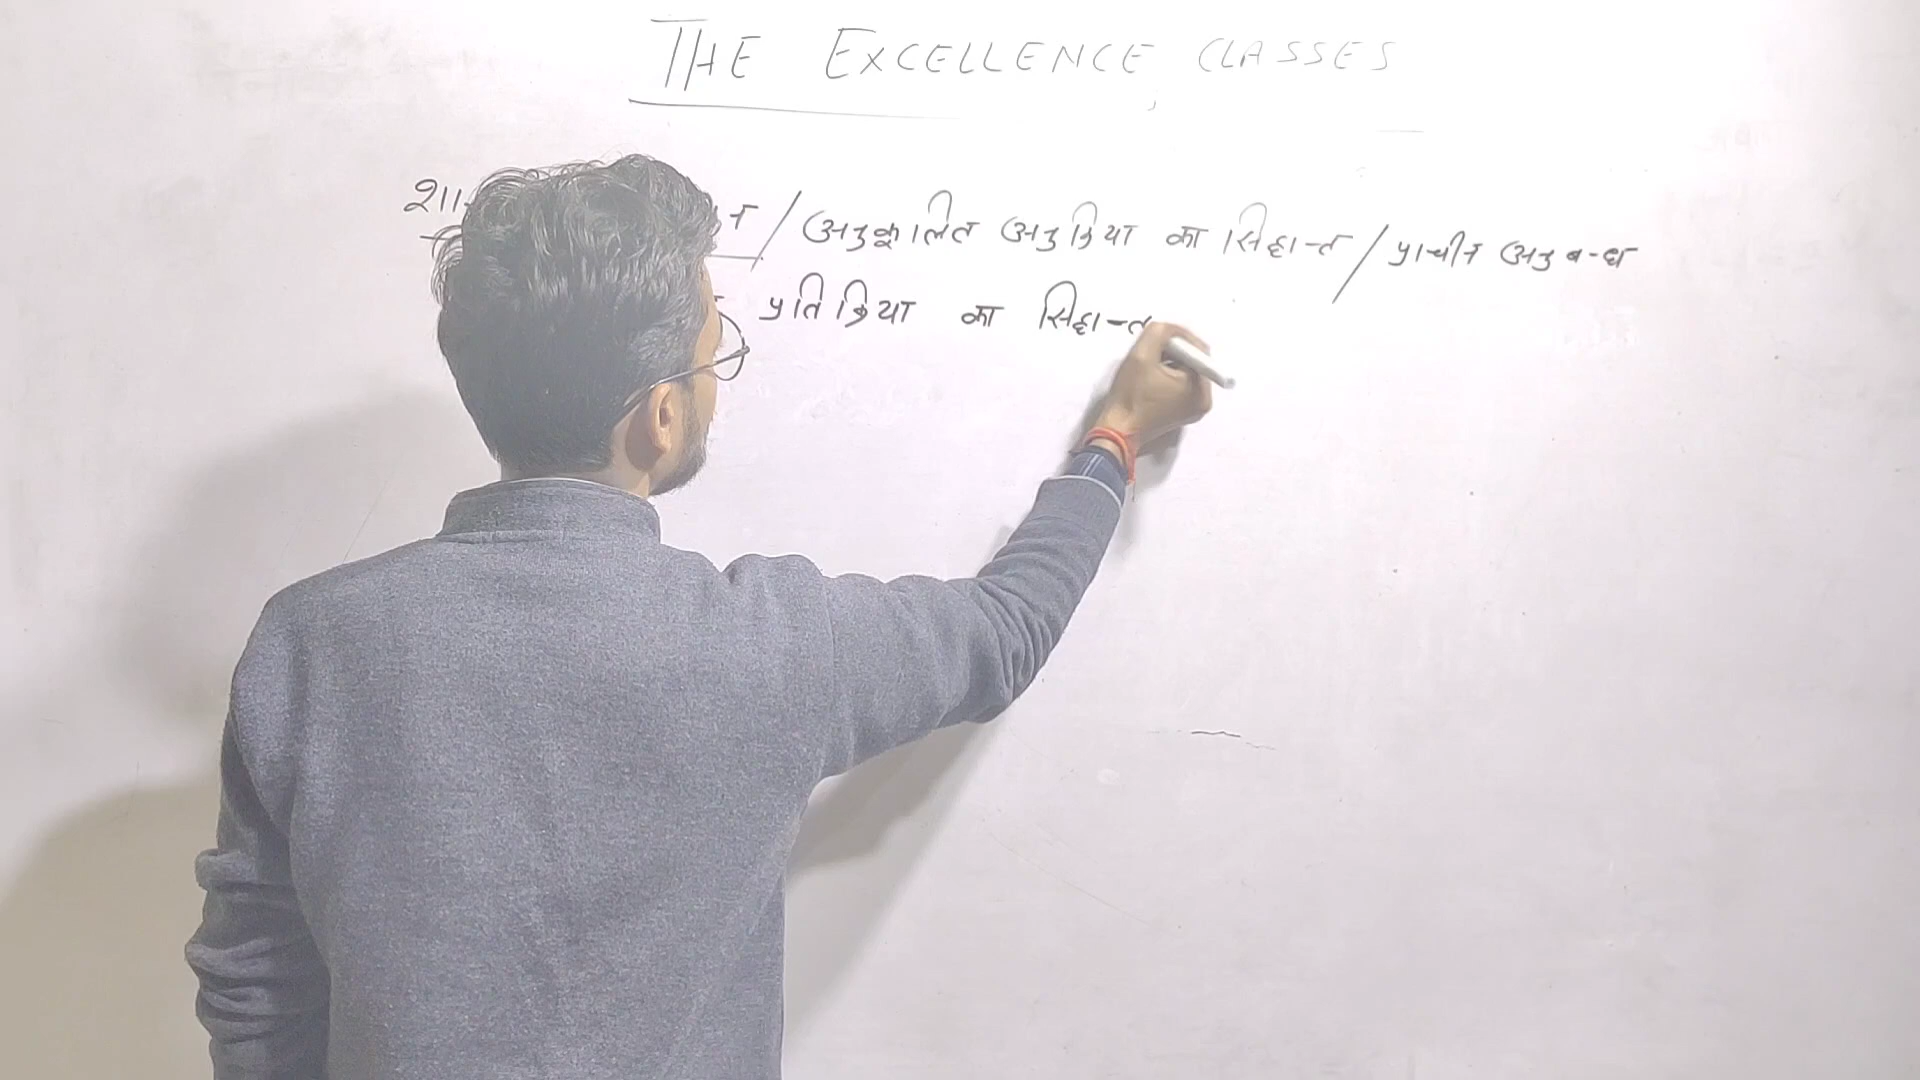 THE EXCELLENCE CLASSES
/ अनुकूलित अनुक्रिया का सिद्धान्त / प्राचीन अनुबन्ध
प्रतिक्रिया का सिद्धान्त